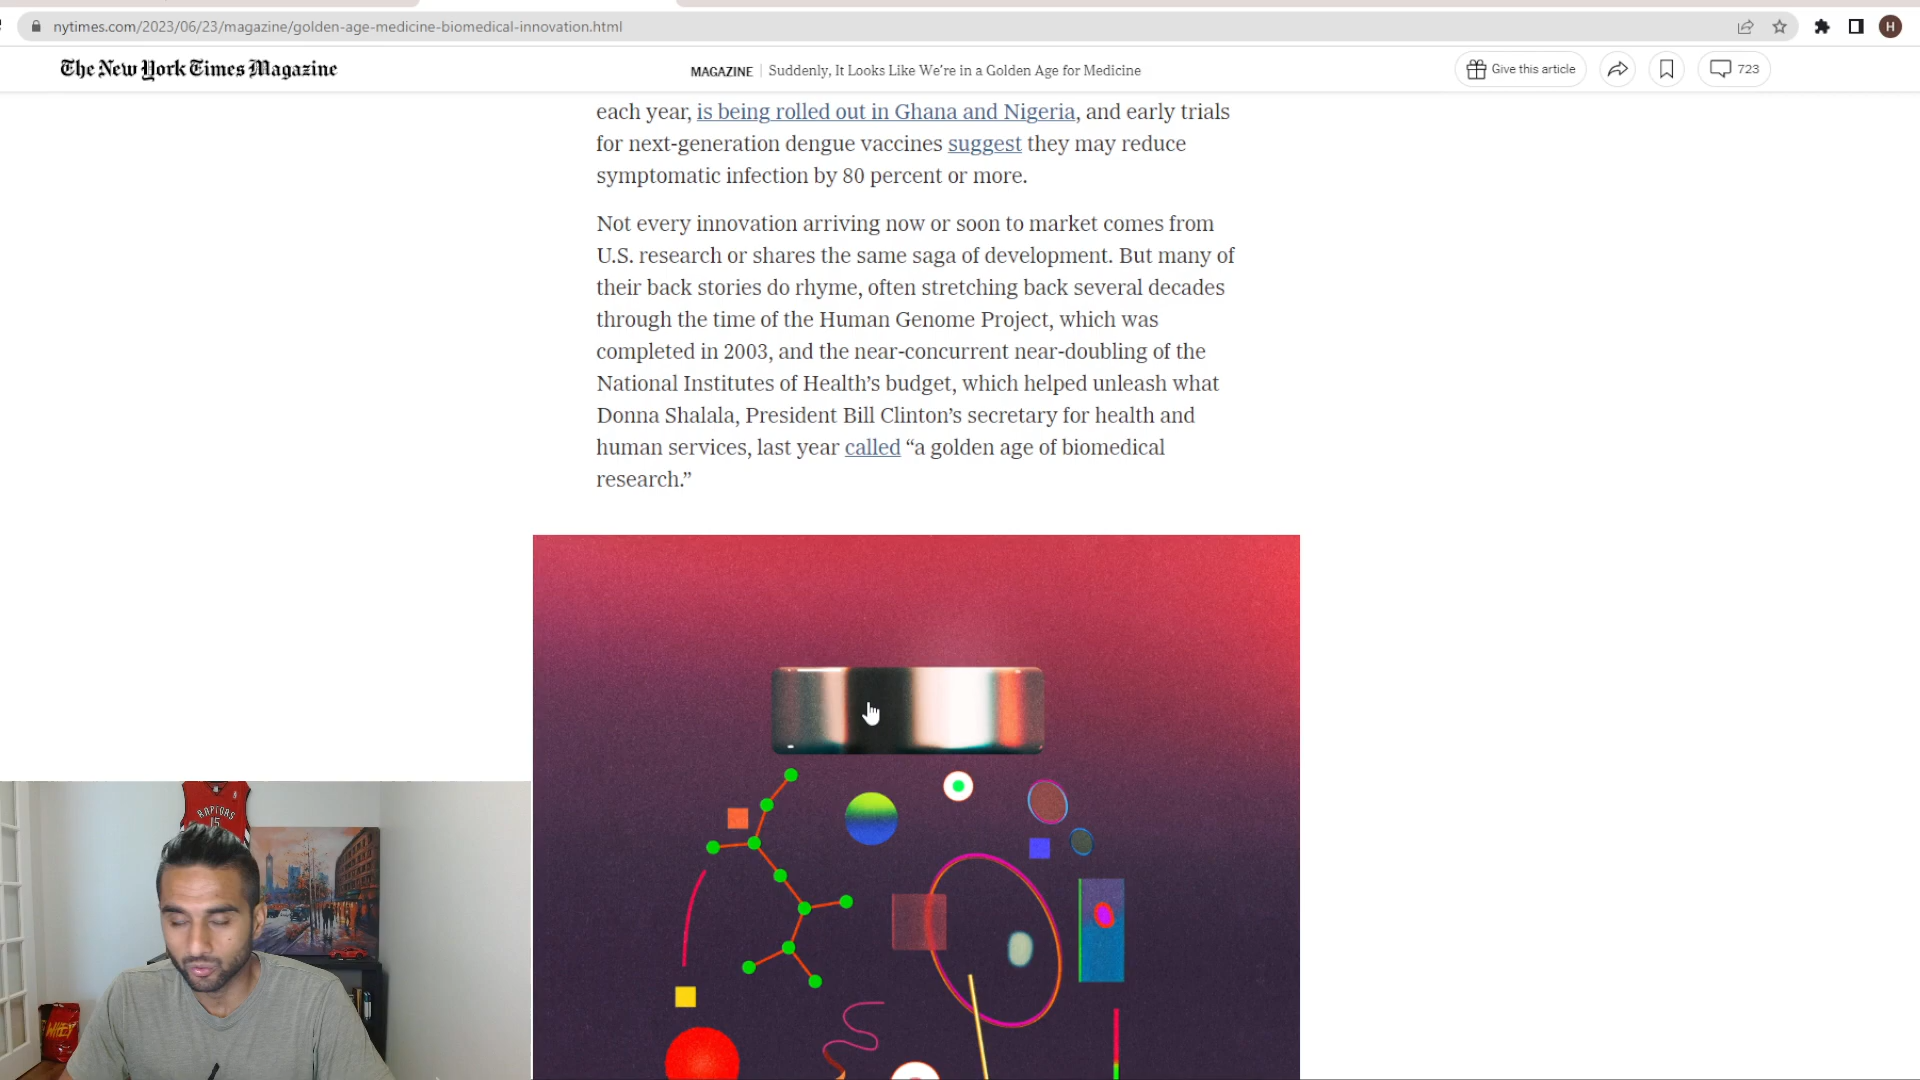 nytimes.com/2023/06/23/magazine/golden-age-medicine-biomedical-innovation.html
H
The New York Times Magazine
MAGAZINE | Suddenly, It Looks Like We’re in a Golden Age for Medicine
Give this article
723
each year, is being rolled out in Ghana and Nigeria, and early trials
for next-generation dengue vaccines suggest they may reduce
symptomatic infection by 80 percent or more.
Not every innovation arriving now or soon to market comes from
U.S. research or shares the same saga of development. But many of
their back stories do rhyme, often stretching back several decades
through the time of the Human Genome Project, which was
completed in 2003, and the near-concurrent near-doubling of the
National Institutes of Health’s budget, which helped unleash what
Donna Shalala, President Bill Clinton’s secretary for health and
human services, last year called “a golden age of biomedical
research.”
RAPTORS
15
WHEY